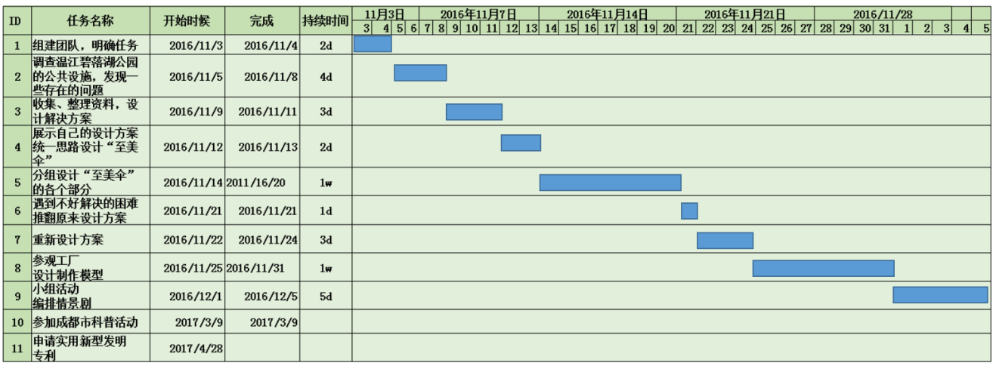 ID 任务名称 开始时候 完成 持续时间 11月3日 2016年11月7日 2016年11月14日 2016年11月21日 2016/11/28
3 4 5 6 7 8 9 10 11 12 13 14 15 16 17 18 19 20 21 22 23 24 25 26 27 28 29 30 31 1 2 3 4 5
1 组建团队，明确任务 2016/11/3 2016/11/4 2d
2 调查温江碧落湖公园
的公共设施，发现一
些存在的问题 2016/11/5 2016/11/8 4d
3 收集、整理资料，设
计解决方案 2016/11/9 2016/11/11 3d
4 展示自己的设计方案
统一思路设计“至美
伞” 2016/11/12 2016/11/13 2d
5 分组设计“至美伞”
的各个部分 2016/11/14 2011/16/20 1w
6 遇到不好解决的困难
推翻原来设计方案 2016/11/21 2016/11/21 1d
7 重新设计方案 2016/11/22 2016/11/24 3d
8 参观工厂
设计制作模型 2016/11/25 2016/11/31 1w
9 小组活动
编排情景剧 2016/12/1 2016/12/5 5d
10 参加成都市科普活动 2017/3/9 2017/3/9
11 申请实用新型发明
专利 2017/4/28